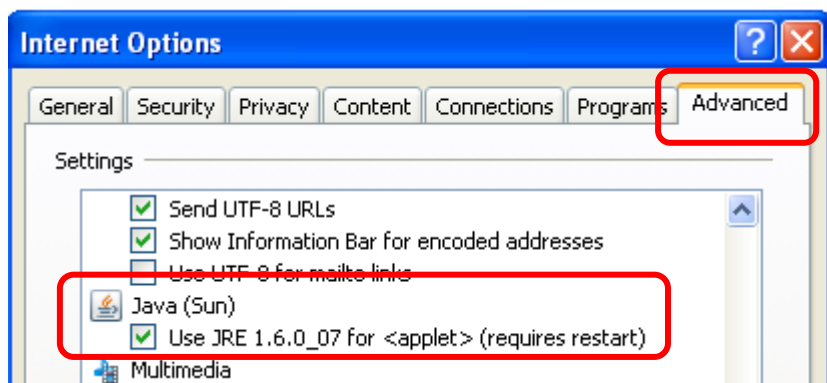 Internet Options
General Security Privacy Content Connections Programs Advanced
Settings
Send UTF-8 URLs
Show Information Bar for encoded addresses
Use UTF-8 for mailto links
Java (Sun)
Use JRE 1.6.0_07 for <applet> (requires restart)
Multimedia